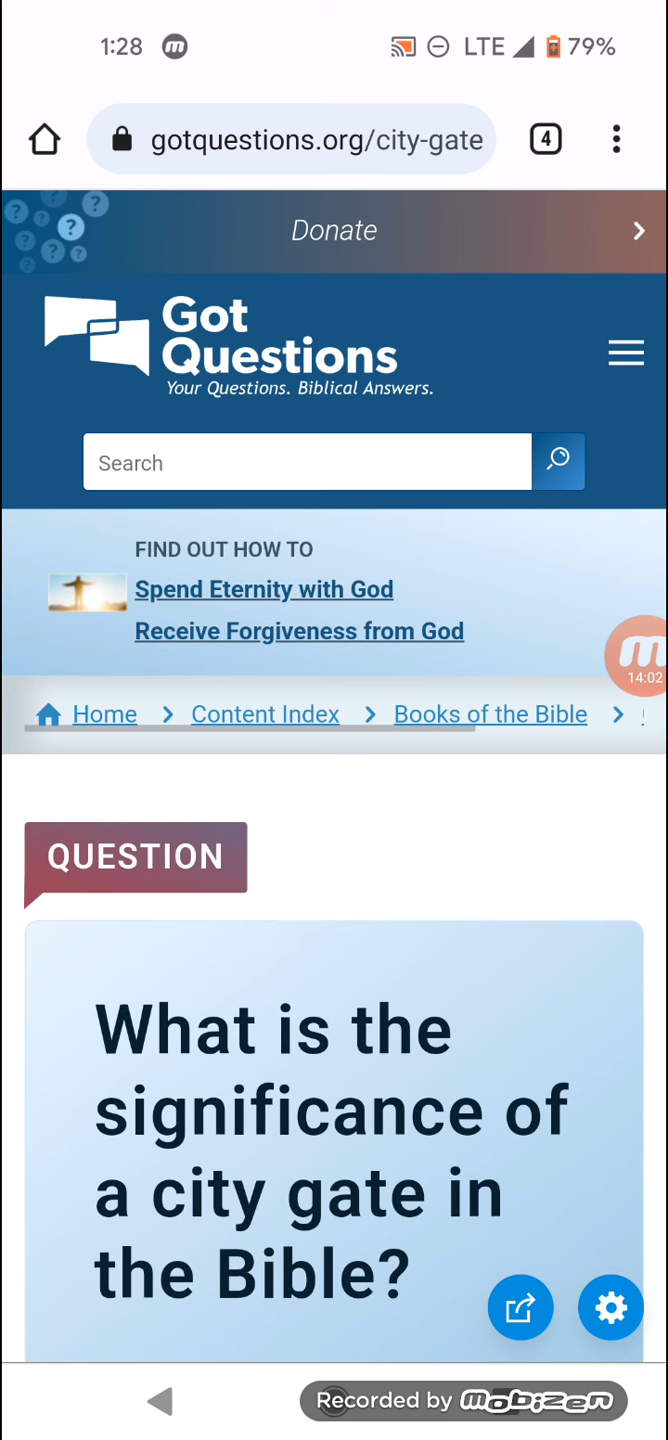 1:28 m LTE 79%
gotquestions.org/city-gate 4
Donate
Got
Questions
Your Questions. Biblical Answers.
Search
FIND OUT HOW TO
Spend Eternity with God
Receive Forgiveness from God
m
14:02
Home > Content Index > Books of the Bible >
QUESTION
What is the
significance of
a city gate in
the Bible?
Recorded by mobizen